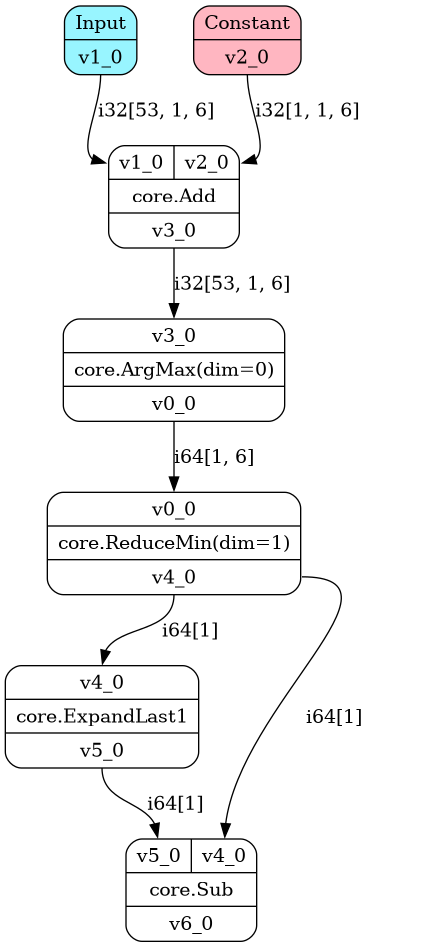 Input
v1_0
Constant
v2_0
i32[53, 1, 6]
i32[1, 1, 6]
v1_0 v2_0
core.Add
v3_0
i32[53, 1, 6]
v3_0
core.ArgMax(dim=0)
v0_0
i64[1, 6]
v0_0
core.ReduceMin(dim=1)
v4_0
i64[1]
v4_0
core.ExpandLast1
v5_0
i64[1]
i64[1]
v5_0 v4_0
core.Sub
v6_0